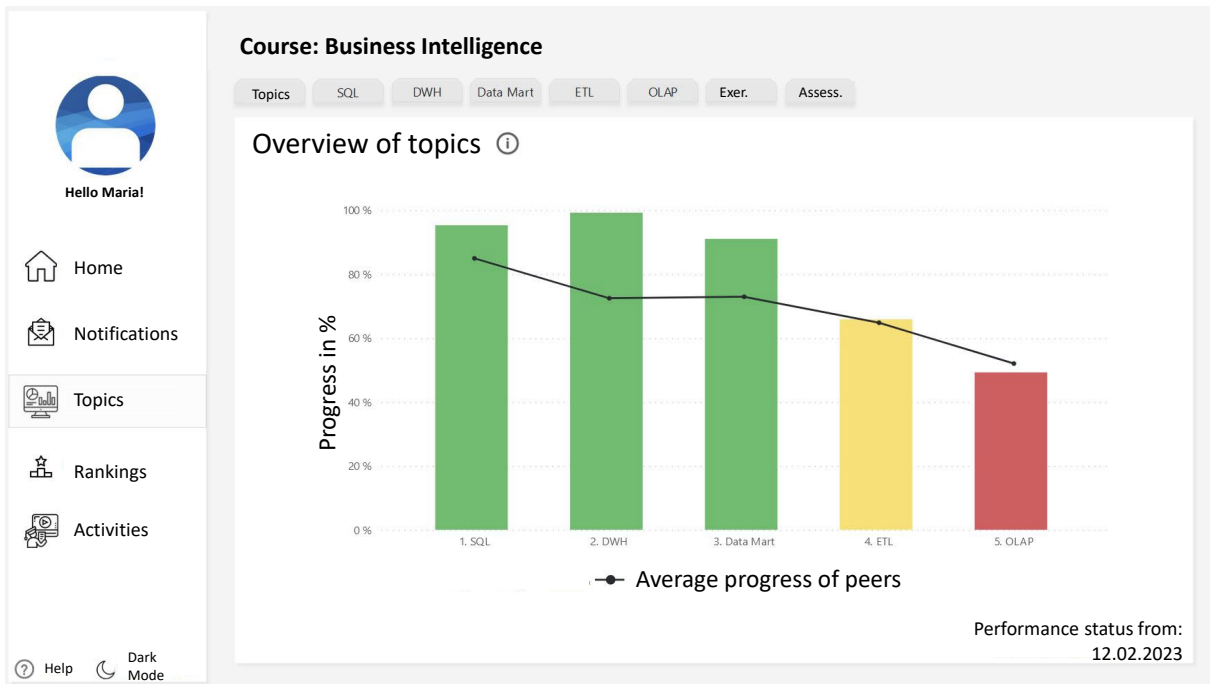 Course: Business Intelligence
Topics
SQL
DWH
Data Mart
ETL
OLAP
Exer.
Assess.
Overview of topics
i
Hello Maria!
Home
Notifications
Topics
Rankings
Activities
? Help
Dark
Mode
Progress in %
100 %
80 %
60 %
40 %
20 %
0 %
1. SQL
2. DWH
3. Data Mart
4. ETL
5. OLAP
Average progress of peers
Performance status from:
12.02.2023